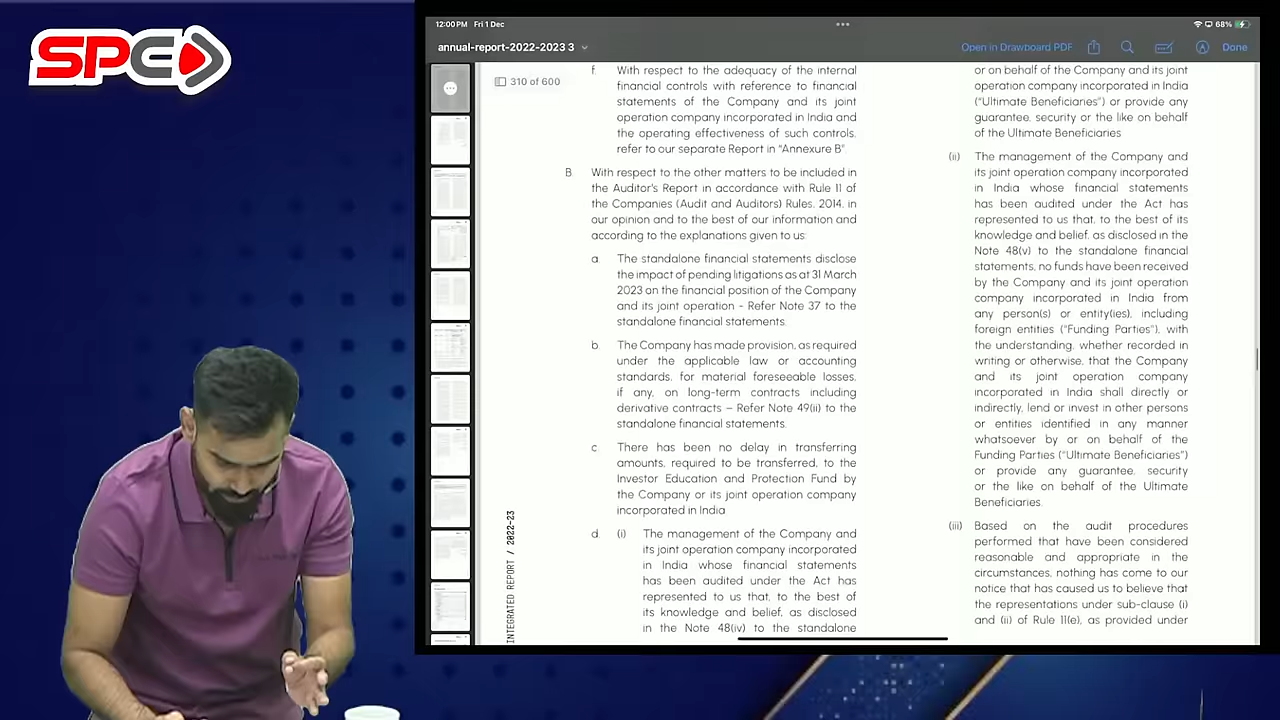 SPC
12:00 PM Fri 1 Dec
68%
annual-report-2022-2023 3
Open in Drawboard PDF
Done
310 of 600
f. With respect to the adequacy of the internal
financial controls with reference to financial
statements of the Company and its joint
operation company incorporated in India and
the operating effectiveness of such controls,
refer to our separate Report in “Annexure B”
B With respect to the other matters to be included in
the Auditor's Report in accordance with Rule 11 of
the Companies (Audit and Auditors) Rules, 2014, in
our opinion and to the best of our information and
according to the explanations given to us
a. The standalone financial statements disclose
the impact of pending litigations as at 31 March
2023 on the financial position of the Company
and its joint operation - Refer Note 37 to the
standalone financial statements.
b. The Company has made provision, as required
under the applicable law or accounting
standards, for material foreseeable losses,
if any, on long-term contracts including
derivative contracts – Refer Note 49(ii) to the
standalone financial statements.
c There has been no delay in transferring
amounts, required to be transferred, to the
Investor Education and Protection Fund by
the Company or its joint operation company
incorporated in India
d. (i) The management of the Company and
its joint operation company incorporated
in India whose financial statements
has been audited under the Act has
represented to us that, to the best of
its knowledge and belief, as disclosed
in the Note 48(iv) to the standalone
INTEGRATED REPORT / 2022-23
or on behalf of the Company and its joint
operation company incorporated in India
(“Ultimate Beneficiaries”) or provide any
guarantee, security or the like on behalf
of the Ultimate Beneficiaries
(ii) The management of the Company and
its joint operation company incorporated
in India whose financial statements
has been audited under the Act has
represented to us that, to the best of its
knowledge and belief, as disclosed in the
Note 48(v) to the standalone financial
statements, no funds have been received
by the Company and its joint operation
company incorporated in India from
any person(s) or entity(ies), including
foreign entities (“Funding Parties”), with
the understanding, whether recorded in
writing or otherwise, that the Company
and its joint operation company
incorporated in India shall directly or
indirectly, lend or invest in other persons
or entities identified in any manner
whatsoever by or on behalf of the
Funding Parties (“Ultimate Beneficiaries”)
or provide any guarantee, security
or the like on behalf of the Ultimate
Beneficiaries.
(iii) Based on the audit procedures
performed that have been considered
reasonable and appropriate in the
circumstances, nothing has come to our
notice that has caused us to believe that
the representations under sub-clause (i)
and (ii) of Rule 11(e), as provided under